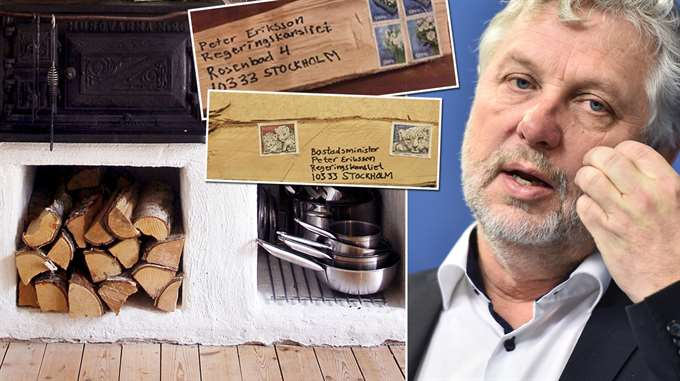 Peter Eriksson
Regeringskansliet
Rosenbad 4
10333 STOCKHOLM
Bostadsminister
Peter Eriksson
Regeringskansliet
10333 STOCKHOLM